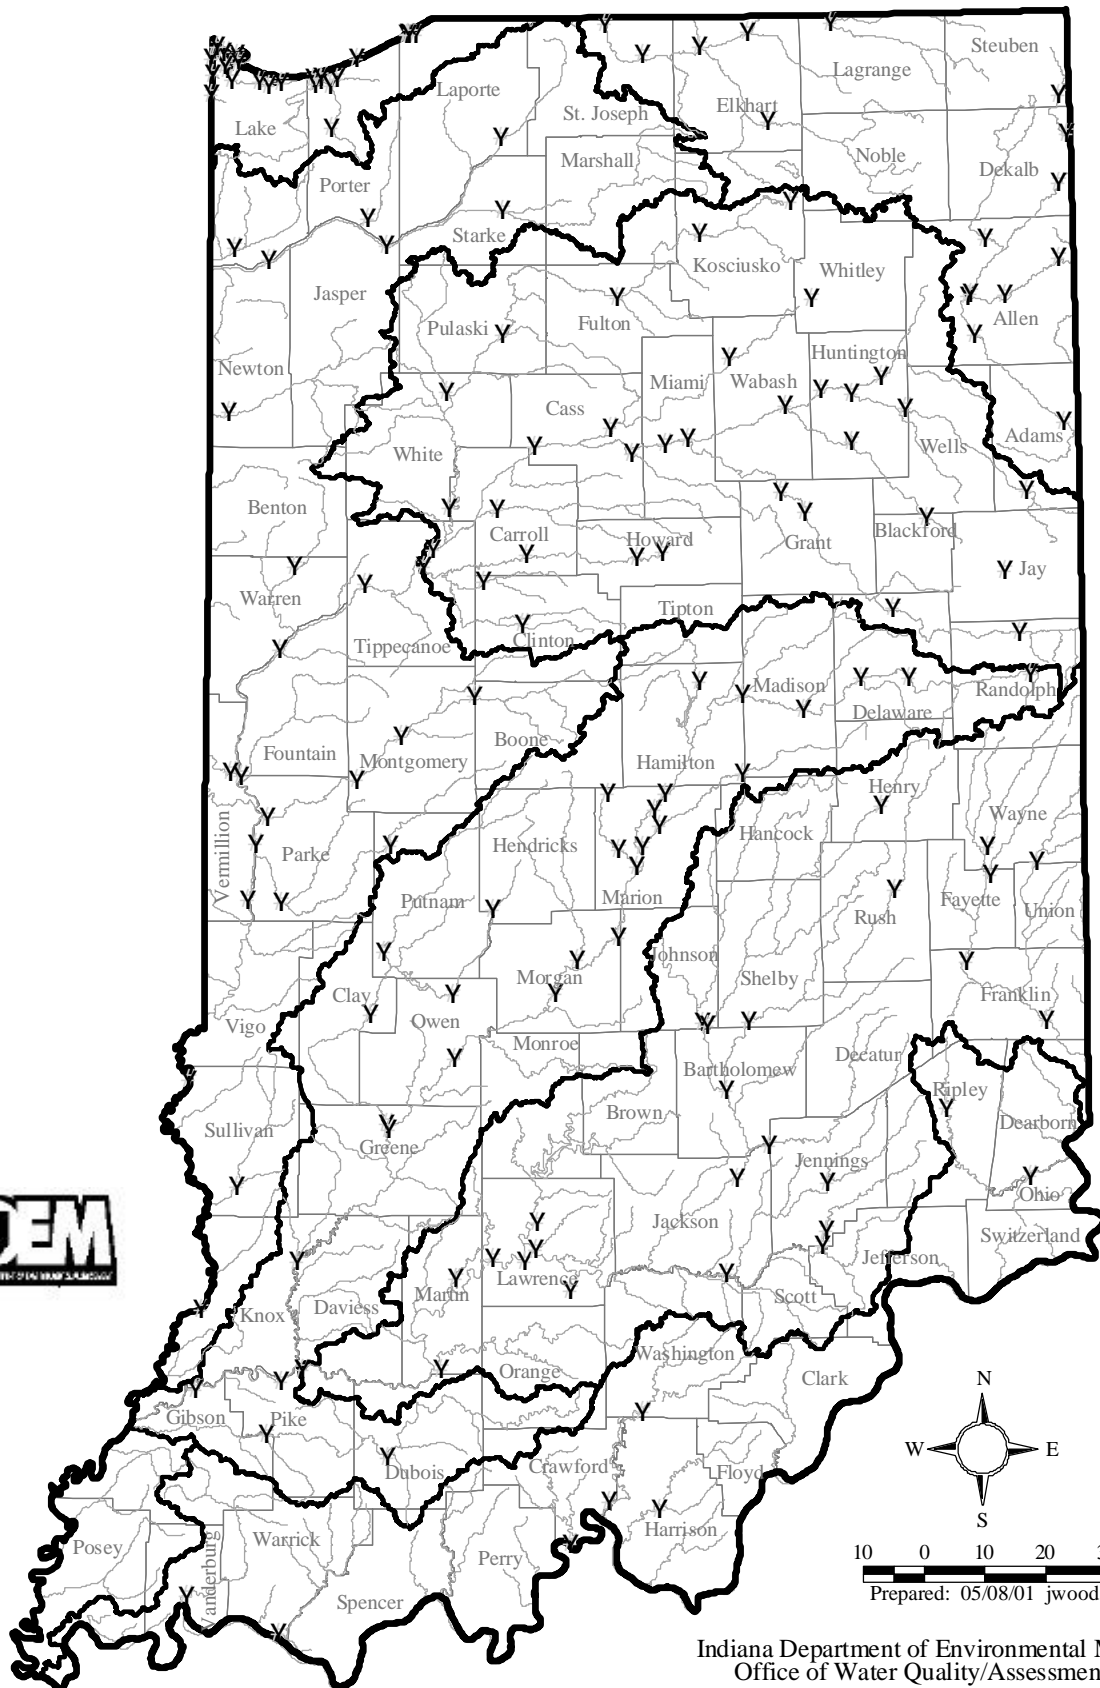 Steuben
Lagrange
Laporte
Elkhart
St. Joseph
Lake
Marshall
Noble
Dekalb
Porter
Starke
Kosciusko
Whitley
Jasper
Pulaski
Fulton
Allen
Huntington
Newton
Miami
Wabash
Cass
White
Wells
Adams
Benton
Carroll
Howard
Grant
Blackford
Jay
Warren
Tipton
Tippecanoe
Clinton
Madison
Randolph
Delaware
Fountain
Montgomery
Boone
Hamilton
Henry
Wayne
Hancock
Vermillion
Parke
Hendricks
Putnam
Marion
Rush
Fayette
Union
Johnson
Morgan
Shelby
Clay
Owen
Franklin
Vigo
Monroe
Decatur
Bartholomew
Ripley
Brown
Dearborn
Sullivan
Greene
Jennings
Ohio
Jackson
Switzerland
Jefferson
DEM
Lawrence
Martin
Scott
Knox
Daviess
Washington
Orange
Clark
N
Gibson
Pike
W E
Crawford
Floyd
Dubois
S
Harrison
Posey
Vanderburg
Warrick
Perry
Spencer
10 0 10 20 3
Prepared: 05/08/01 jwood
Indiana Department of Environmental M
Office of Water Quality/Assessmen